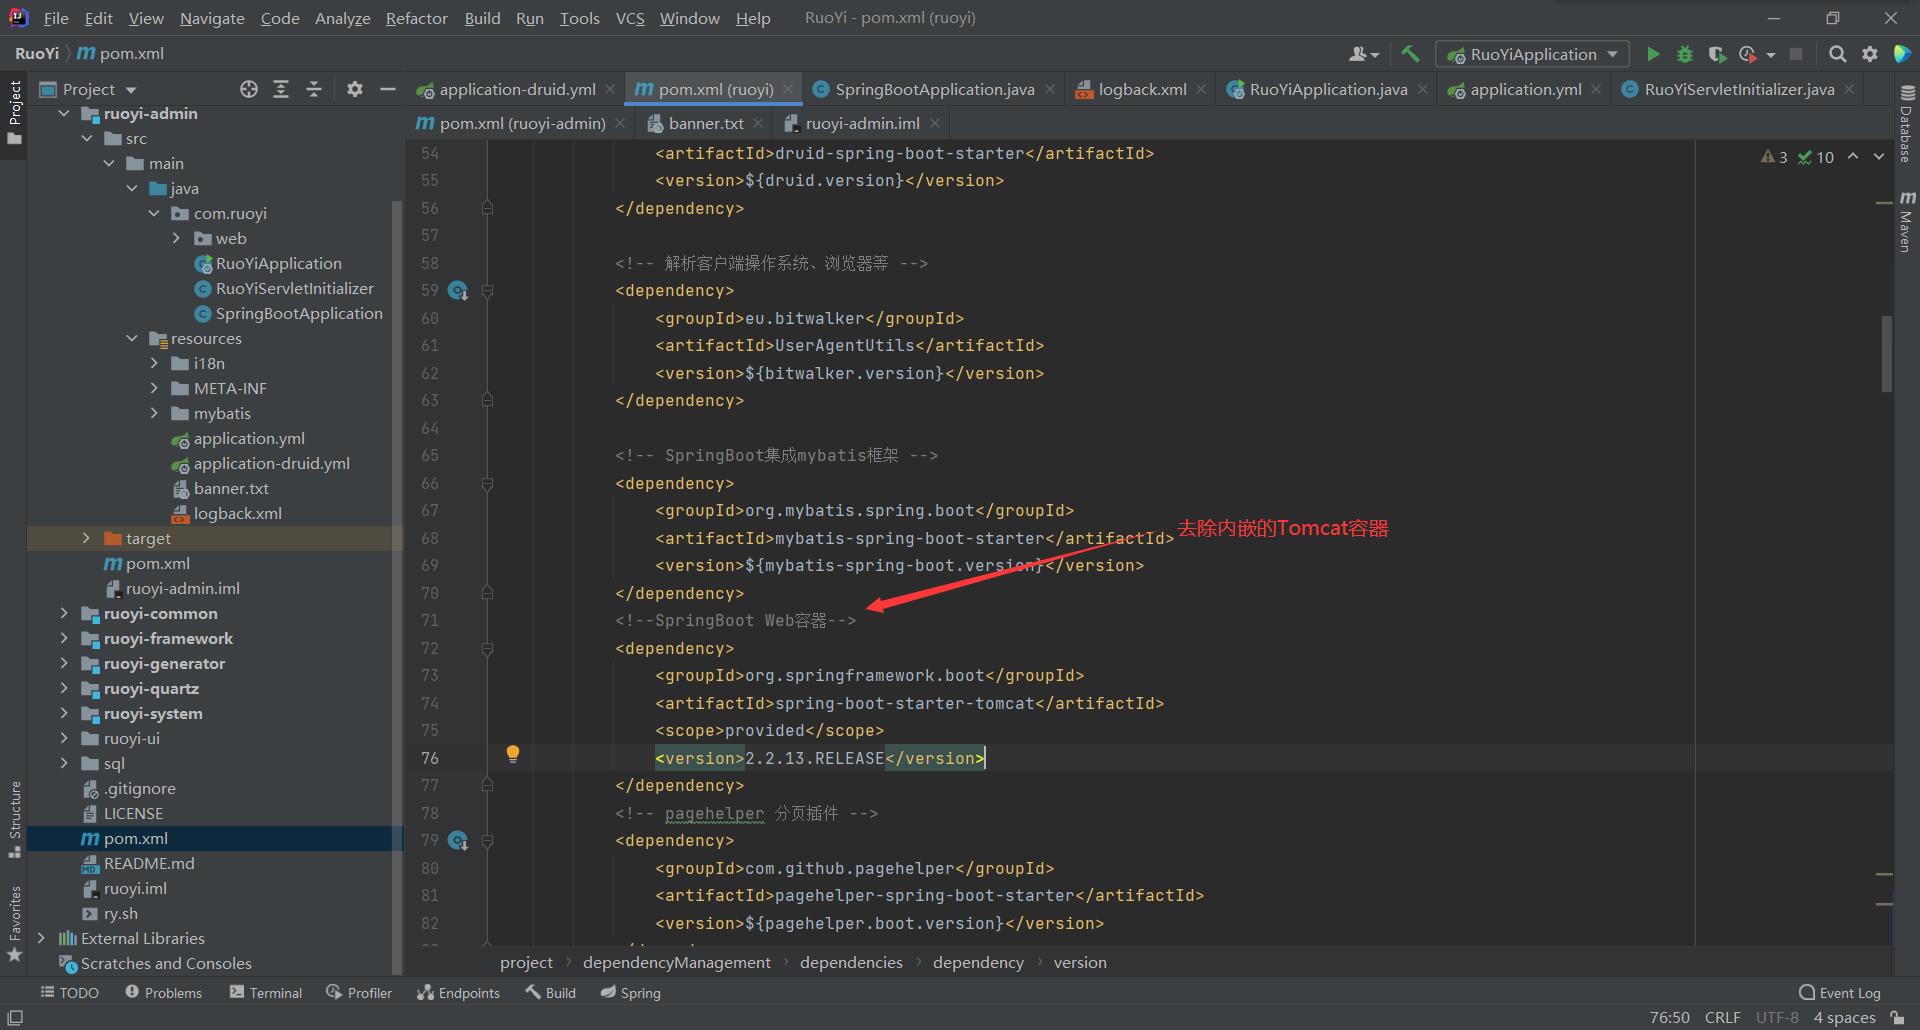 File Edit View Navigate Code Analyze Refactor Build Run Tools VCS Window Help RuoYi - pom.xml (ruoyi)
RuoYi pom.xml
RuoYiApplication
Project
application-druid.yml
pom.xml (ruoyi)
SpringBootApplication.java
logback.xml
RuoYiApplication.java
application.yml
RuoYiServletInitializer.java
pom.xml (ruoyi-admin)
banner.txt
ruoyi-admin.iml
Project
Structure
Favorites
ruoyi-admin
src
main
java
com.ruoyi
web
RuoYiApplication
RuoYiServletInitializer
SpringBootApplication
resources
i18n
META-INF
mybatis
application.yml
application-druid.yml
banner.txt
logback.xml
target
pom.xml
ruoyi-admin.iml
ruoyi-common
ruoyi-framework
ruoyi-generator
ruoyi-quartz
ruoyi-system
ruoyi-ui
sql
.gitignore
LICENSE
pom.xml
README.md
ruoyi.iml
ry.sh
External Libraries
Scratches and Consoles
3 10
Database
Maven
54 <artifactId>druid-spring-boot-starter</artifactId>
55 <version>${druid.version}</version>
56 </dependency>
57
58 <!-- 解析客户端操作系统、浏览器等 -->
59 <dependency>
60 <groupId>eu.bitwalker</groupId>
61 <artifactId>UserAgentUtils</artifactId>
62 <version>${bitwalker.version}</version>
63 </dependency>
64
65 <!-- SpringBoot集成mybatis框架 -->
66 <dependency>
67 <groupId>org.mybatis.spring.boot</groupId>
68 <artifactId>mybatis-spring-boot-starter</artifactId>
去除内嵌的Tomcat容器
69 <version>${mybatis-spring-boot.version}</version>
70 </dependency>
71 <!--SpringBoot Web容器-->
72 <dependency>
73 <groupId>org.springframework.boot</groupId>
74 <artifactId>spring-boot-starter-tomcat</artifactId>
75 <scope>provided</scope>
76 <version>2.2.13.RELEASE</version>
77 </dependency>
78 <!-- pagehelper 分页插件 -->
79 <dependency>
80 <groupId>com.github.pagehelper</groupId>
81 <artifactId>pagehelper-spring-boot-starter</artifactId>
82 <version>${pagehelper.boot.version}</version>
project dependencyManagement dependencies dependency version
TODO Problems Terminal Profiler Endpoints Build Spring Event Log
76:50 CRLF UTF-8 4 spaces